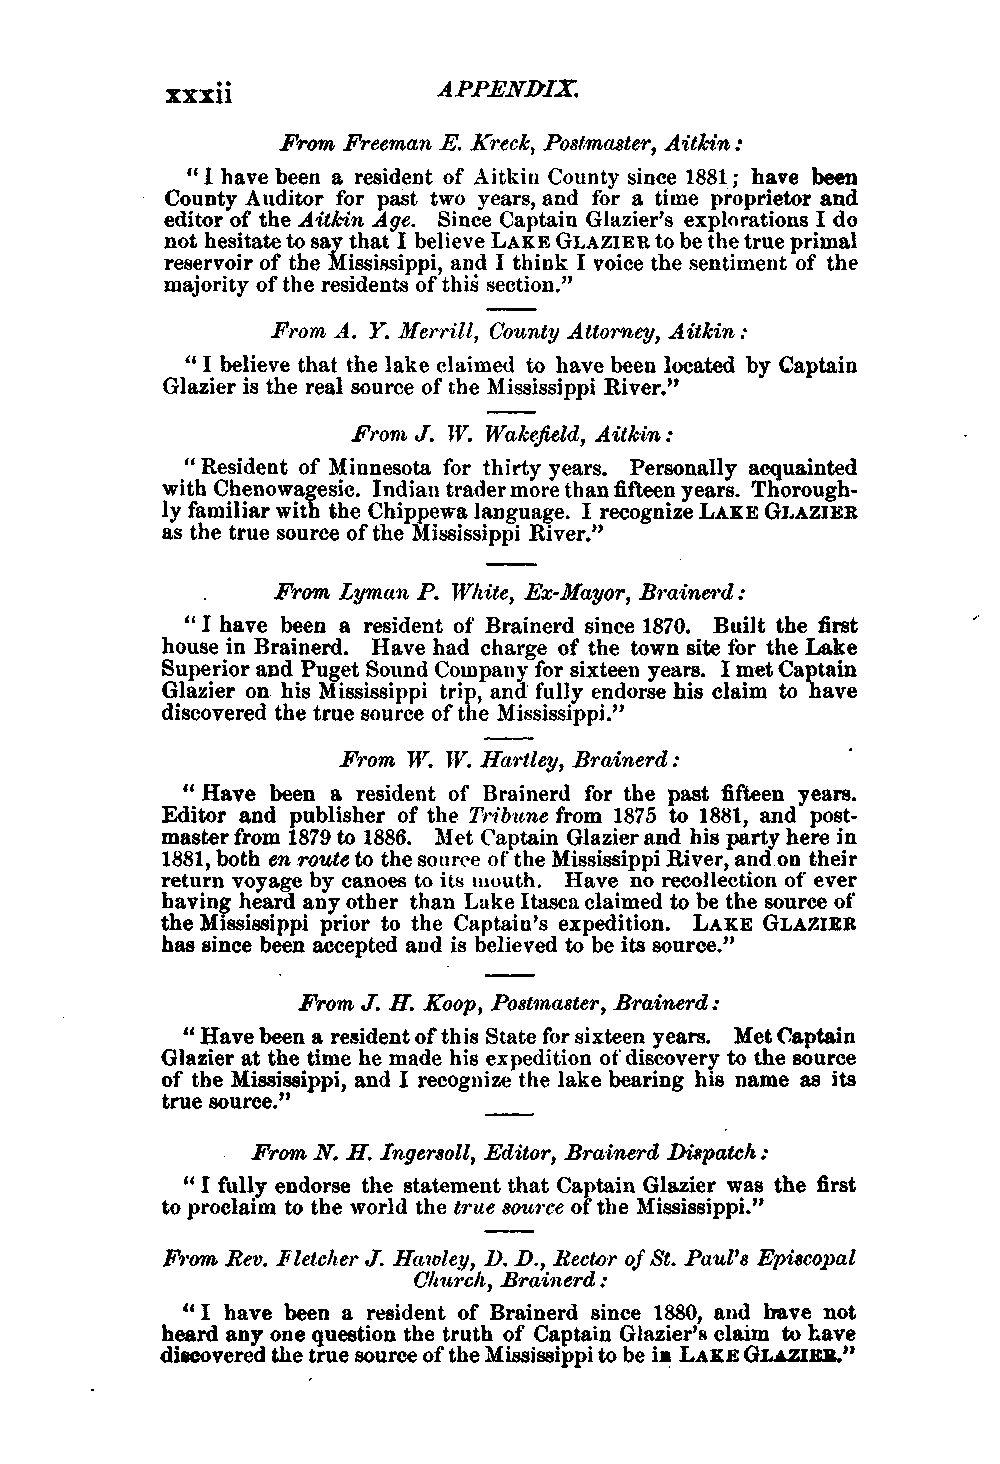 xxxii APPENDIX.
From Freeman E. Kreck, Postmaster, Aitkin:
“I have been a resident of Aitkin County since 1881; have been
County Auditor for past two years, and for a time proprietor and
editor of the Aitkin Age. Since Captain Glazier's explorations I do
not hesitate to say that I believe LAKE GLAZIER to be the true primal
reservoir of the Mississippi, and I think I voice the sentiment of the
majority of the residents of this section.”
From A. Y. Merrill, County Attorney, Aitkin:
“I believe that the lake claimed to have been located by Captain
Glazier is the real source of the Mississippi River.”
From J. W. Wakefield, Aitkin:
“Resident of Minnesota for thirty years. Personally acquainted
with Chenowagesic. Indian trader more than fifteen years. Thorough-
ly familiar with the Chippewa language. I recognize LAKE GLAZIER
as the true source of the Mississippi River.”
From Lyman P. White, Ex-Mayor, Brainerd:
“I have been a resident of Brainerd since 1870. Built the first
house in Brainerd. Have had charge of the town site for the Lake
Superior and Puget Sound Company for sixteen years. I met Captain
Glazier on his Mississippi trip, and fully endorse his claim to have
discovered the true source of the Mississippi.”
From W. W. Hartley, Brainerd:
“Have been a resident of Brainerd for the past fifteen years.
Editor and publisher of the Tribune from 1875 to 1881, and post-
master from 1879 to 1886. Met Captain Glazier and his party here in
1881, both en route to the source of the Mississippi River, and on their
return voyage by canoes to its mouth. Have no recollection of ever
having heard any other than Lake Itasca claimed to be the source of
the Mississippi prior to the Captain's expedition. LAKE GLAZIER
has since been accepted and is believed to be its source.”
From J. H. Koop, Postmaster, Brainerd:
“Have been a resident of this State for sixteen years. Met Captain
Glazier at the time he made his expedition of discovery to the source
of the Mississippi, and I recognize the lake bearing his name as its
true source.”
From N. H. Ingersoll, Editor, Brainerd Dispatch:
“I fully endorse the statement that Captain Glazier was the first
to proclaim to the world the true source of the Mississippi.”
From Rev. Fletcher J. Hawley, D. D., Rector of St. Paul's Episcopal
Church, Brainerd:
“I have been a resident of Brainerd since 1880, and have not
heard any one question the truth of Captain Glazier's claim to have
discovered the true source of the Mississippi to be in LAKE GLAZIER.”